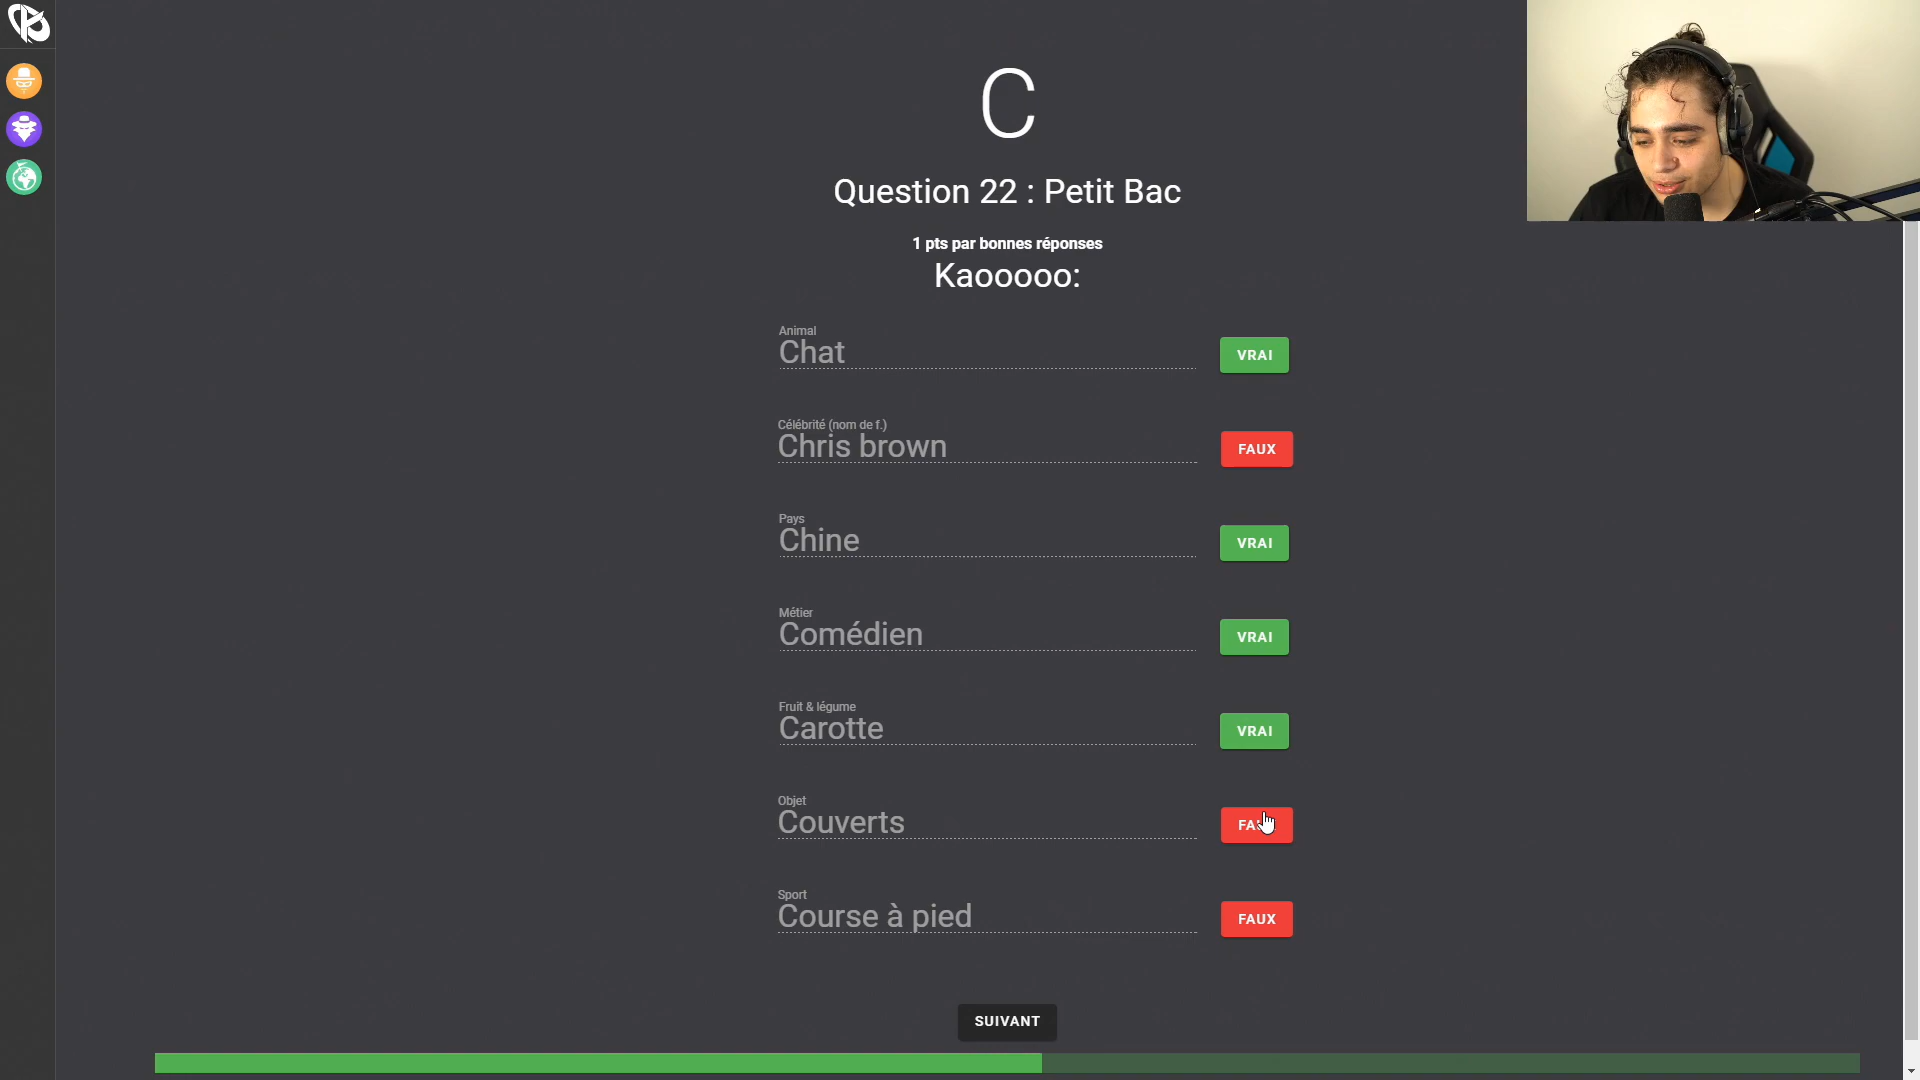 C
Question 22 : Petit Bac
1 pts par bonnes réponses
Kaooooo:
Animal
Chat
VRAI
Célébrité (nom de f.)
Chris brown
FAUX
Pays
Chine
VRAI
Métier
Comédien
VRAI
Fruit & légume
Carotte
VRAI
Objet
Couverts
Sport
Course à pied
FAUX
SUIVANT